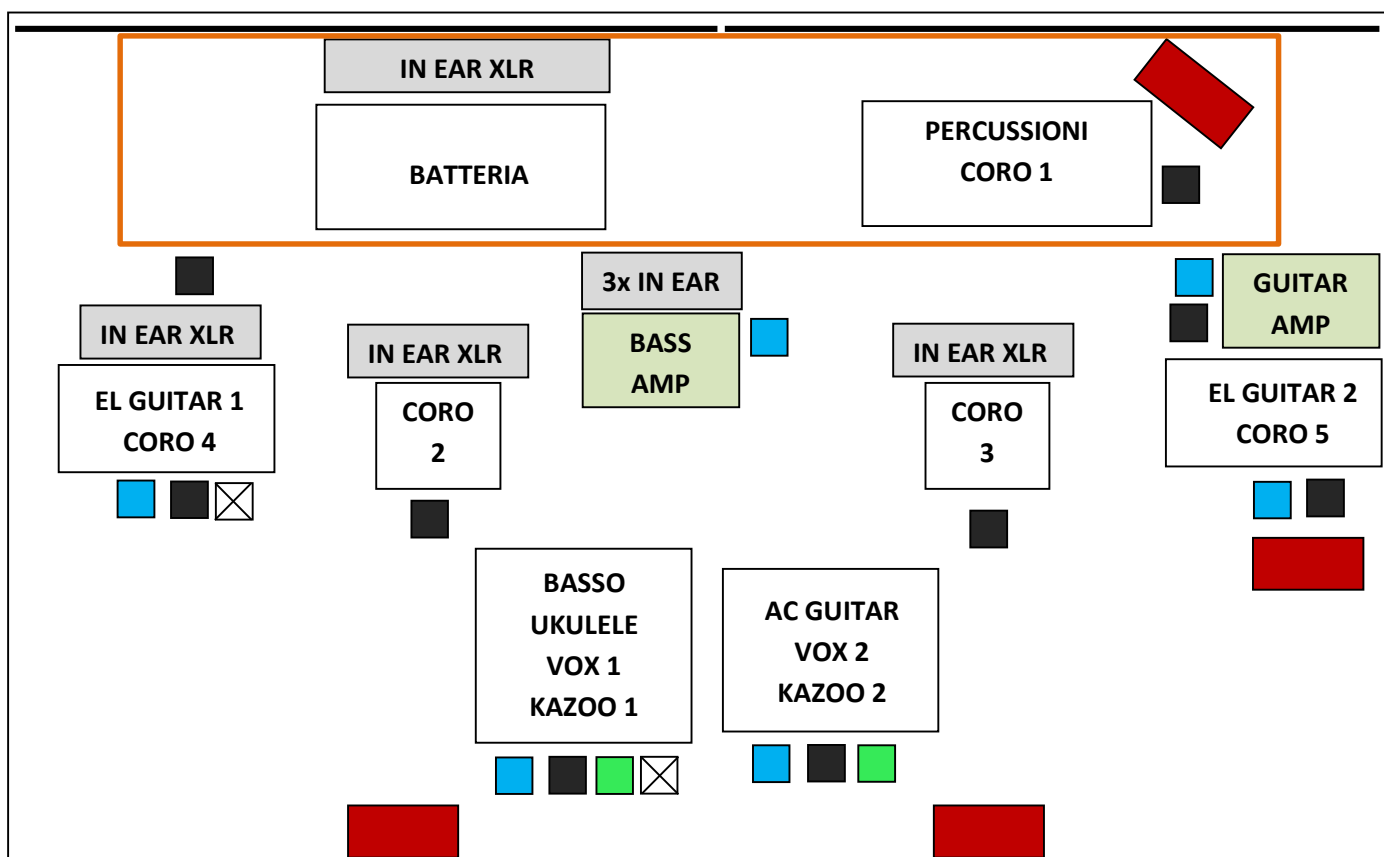 IN EAR XLR
BATTERIA
PERCUSSIONI
CORO 1
3x IN EAR
BASS
AMP
GUITAR
AMP
IN EAR XLR
EL GUITAR 1
CORO 4
IN EAR XLR
CORO
2
IN EAR XLR
CORO
3
EL GUITAR 2
CORO 5
BASSO
UKULELE
VOX 1
KAZOO 1
AC GUITAR
VOX 2
KAZOO 2